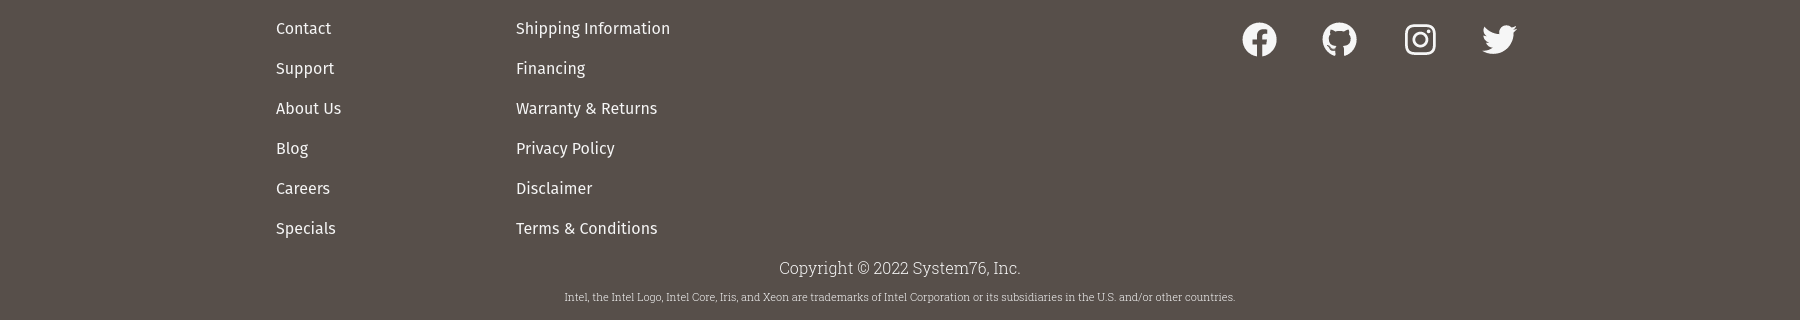 Contact
Support
About Us
Blog
Careers
Specials
Shipping Information
Financing
Warranty & Returns
Privacy Policy
Disclaimer
Terms & Conditions
Copyright © 2022 System76, Inc.
Intel, the Intel Logo, Intel Core, Iris, and Xeon are trademarks of Intel Corporation or its subsidiaries in the U.S. and/or other countries.